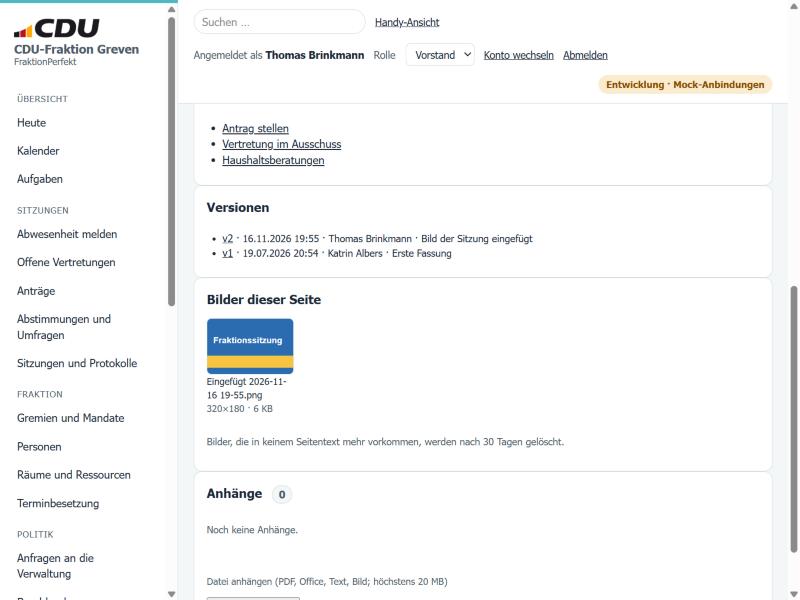 CDU
CDU-Fraktion Greven
FraktionPerfekt
ÜBERSICHT
Heute
Kalender
Aufgaben
SITZUNGEN
Abwesenheit melden
Offene Vertretungen
Anträge
Abstimmungen und
Umfragen
Sitzungen und Protokolle
FRAKTION
Gremien und Mandate
Personen
Räume und Ressourcen
Terminbesetzung
POLITIK
Anfragen an die
Verwaltung
Suchen ...
Handy-Ansicht
Angemeldet als Thomas Brinkmann Rolle Vorstand Konto wechseln Abmelden
Entwicklung · Mock-Anbindungen
• Antrag stellen
• Vertretung im Ausschuss
• Haushaltsberatungen
Versionen
• v2 · 16.11.2026 19:55 · Thomas Brinkmann · Bild der Sitzung eingefügt
• v1 · 19.07.2026 20:54 · Katrin Albers · Erste Fassung
Bilder dieser Seite
Fraktionssitzung
Eingefügt 2026-11-
16 19-55.png
320×180 · 6 KB
Bilder, die in keinem Seitentext mehr vorkommen, werden nach 30 Tagen gelöscht.
Anhänge 0
Noch keine Anhänge.
Datei anhängen (PDF, Office, Text, Bild; höchstens 20 MB)